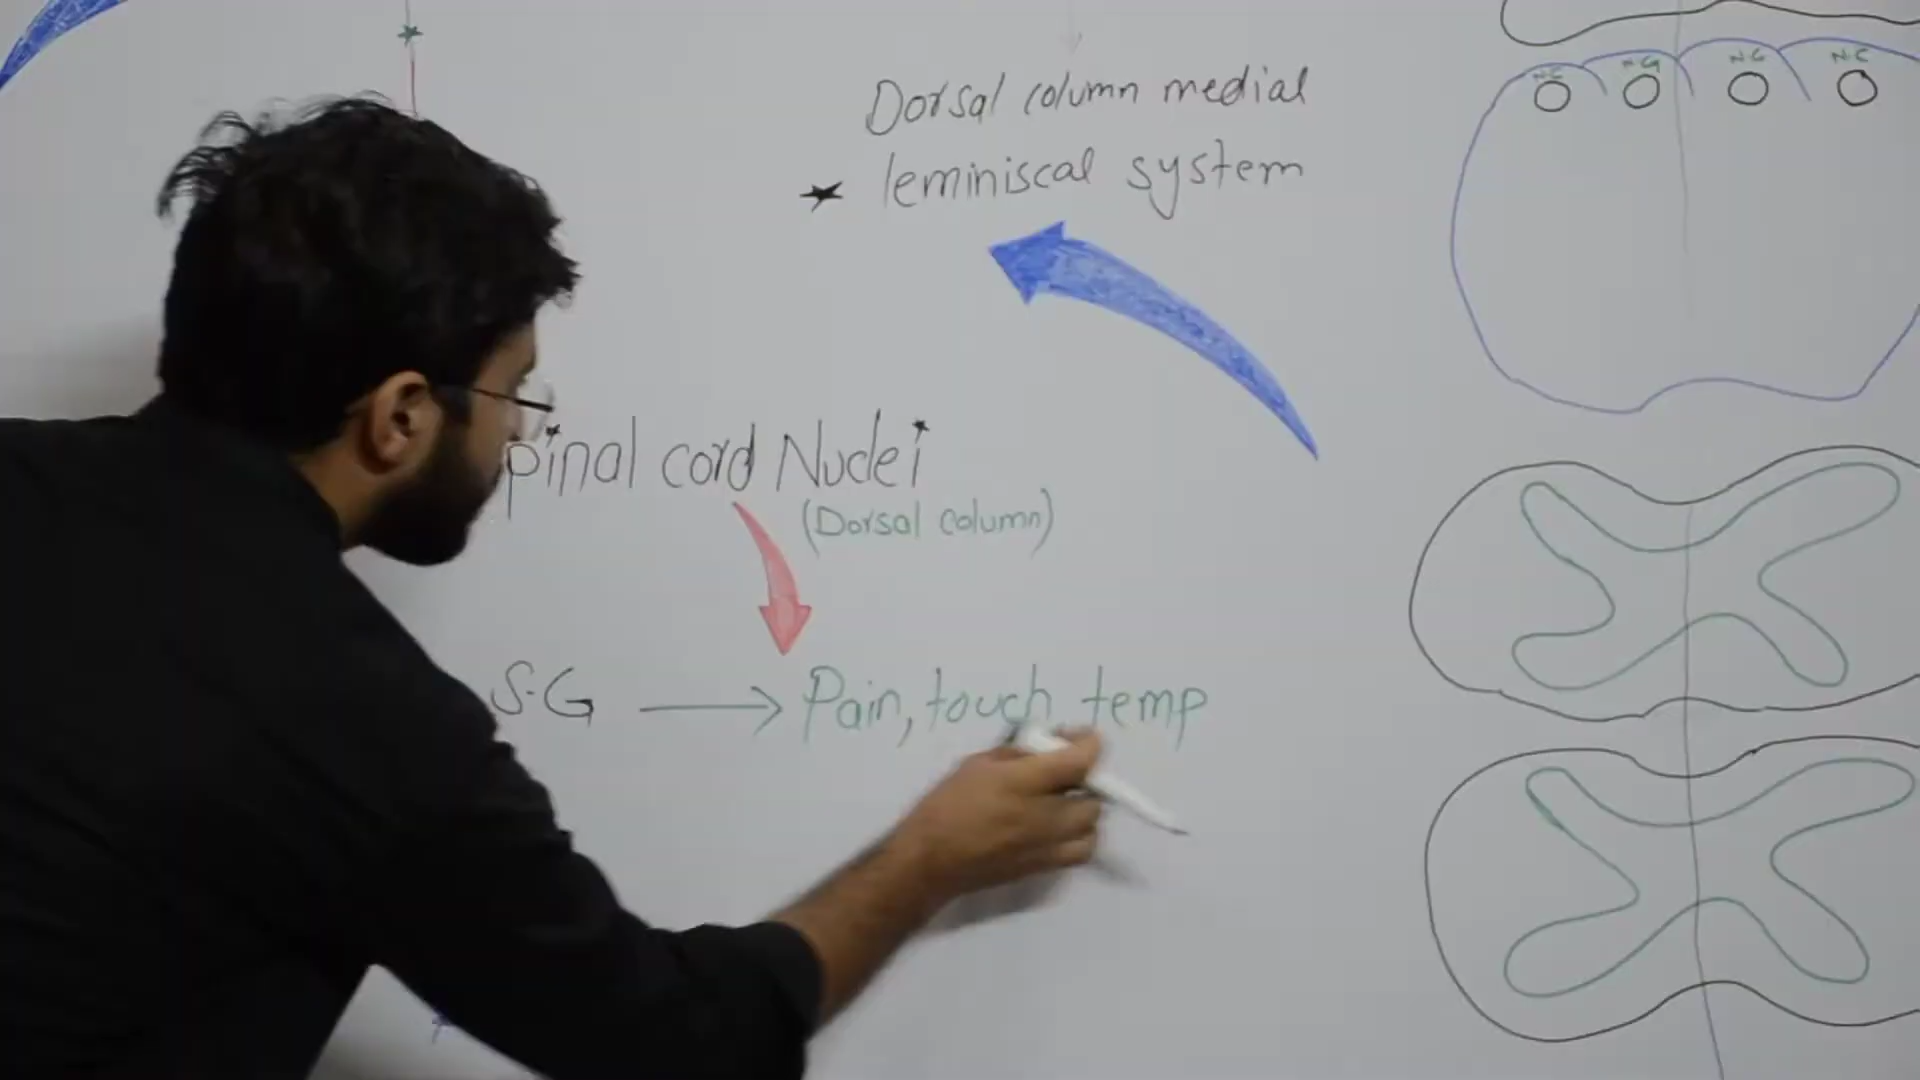 Dorsal column medial
leminiscal system
N.C N.G N.G N.C
pinal cord Nuclei
(Dorsal column)
S.G → Pain, touch, temp